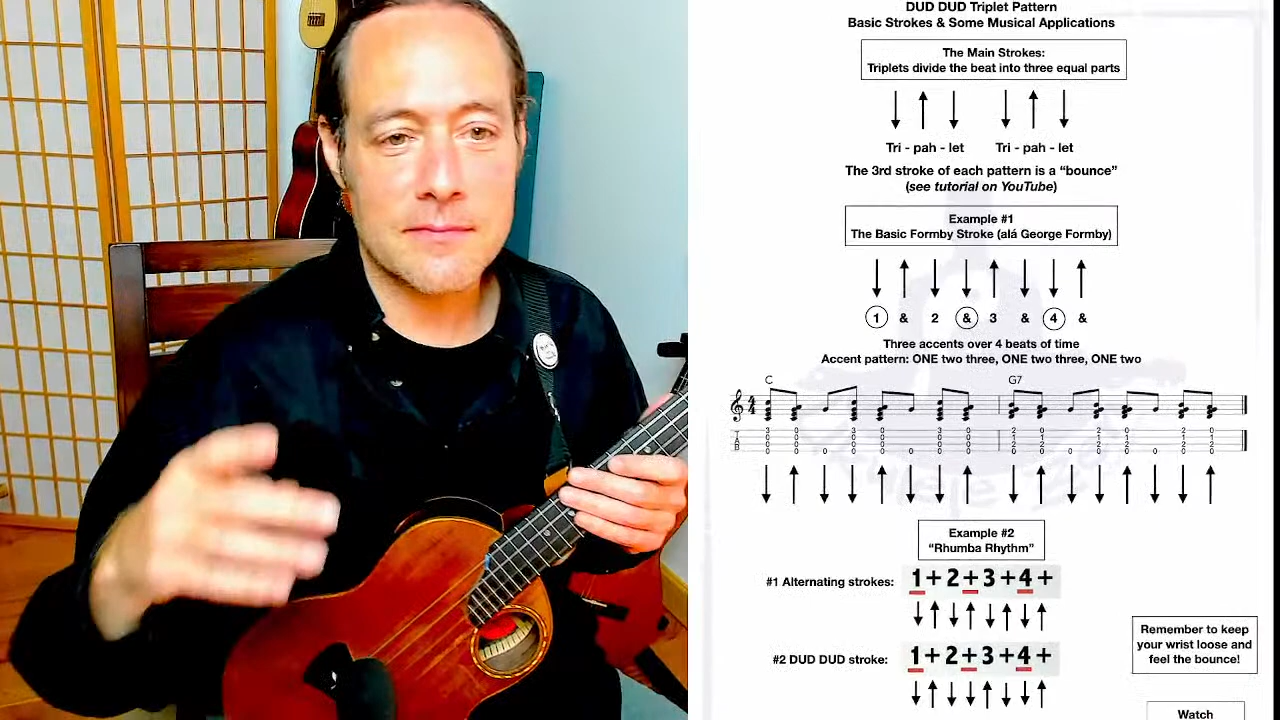 DUD DUD Triplet Pattern
Basic Strokes & Some Musical Applications
The Main Strokes:
Triplets divide the beat into three equal parts
Tri - pah - let Tri - pah - let
The 3rd stroke of each pattern is a “bounce”
(see tutorial on YouTube)
Example #1
The Basic Formby Stroke (alá George Formby)
1 & 2 & 3 & 4 &
Three accents over 4 beats of time
Accent pattern: ONE two three, ONE two three, ONE two
C G7
Example #2
“Rhumba Rhythm”
#1 Alternating strokes: 1 + 2 + 3 + 4 +
#2 DUD DUD stroke: 1 + 2 + 3 + 4 +
Remember to keep
your wrist loose and
feel the bounce!
Watch